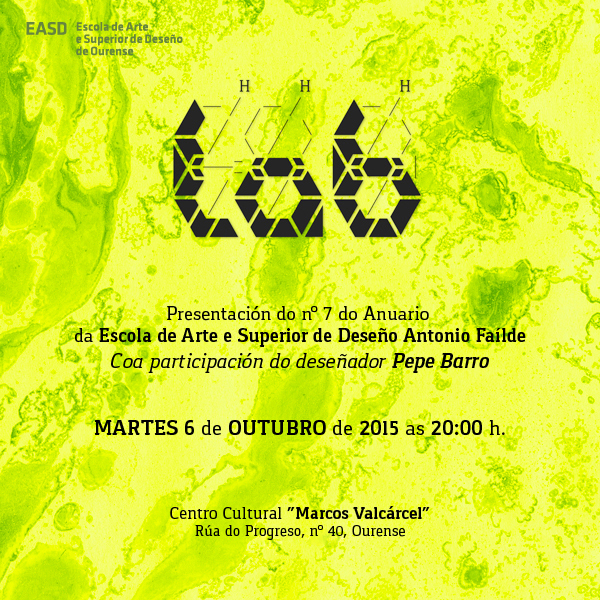 EASD
Escola de Arte
e Superior de Deseño
de Ourense
H H H
lab
Presentación do nº 7 do Anuario
da Escola de Arte e Superior de Deseño Antonio Faílde
Coa participación do deseñador Pepe Barro
MARTES 6 de OUTUBRO de 2015 as 20:00 h.
Centro Cultural ”Marcos Valcárcel”
Rúa do Progreso, nº 40, Ourense